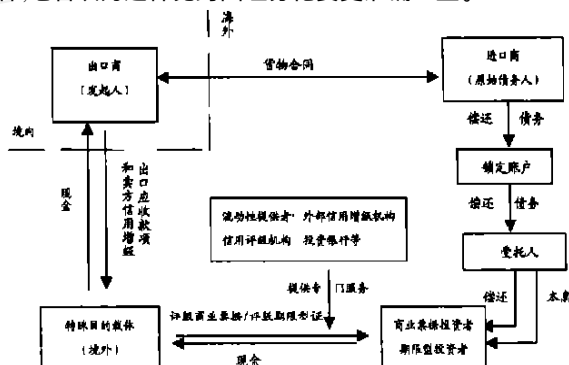 海外
出口商
(发起人)
货物合同
进口商
(原始债务人)
境内
偿还 债务
锁定账户
偿还 债务
受托人
现金
出口应收款项
和卖方信用增级
流动性提供者· 外部信用增级机构
信用评级机构 投资银行等
提供专门服务
偿还
特殊目的载体
(境外)
评级商业票据/评级期限凭证
现金
商业票据投资者
期限型投资者